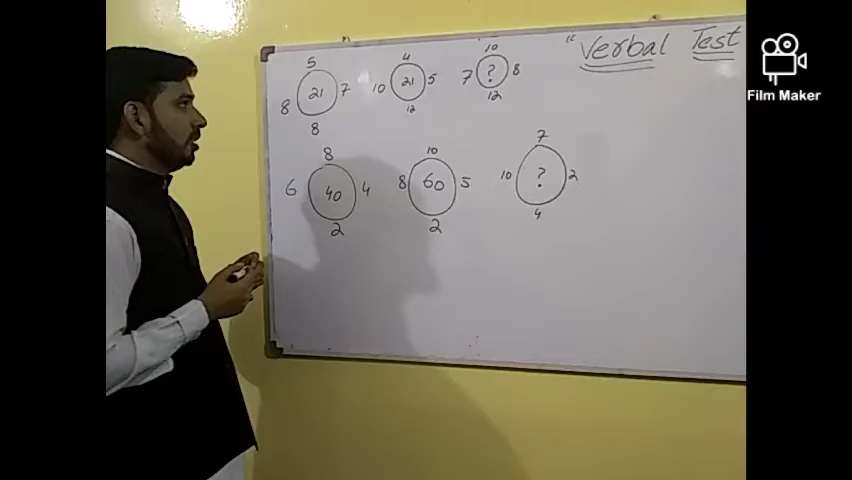 " Verbal Test
5 4 10
8 21 7 10 21 5 7 ? 8
8 12 12
8 10 7
6 40 4 8 60 5 10 ? 2
2 2 4
Film Maker